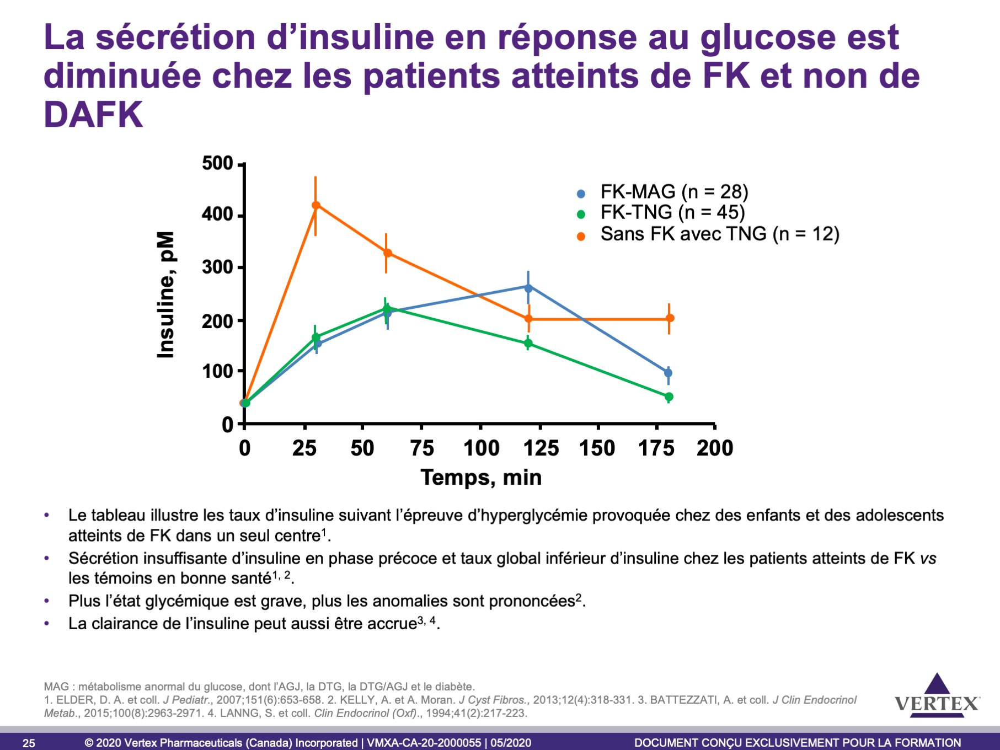 La sécrétion d’insuline en réponse au glucose est
diminuée chez les patients atteints de FK et non de
DAFK
500
400
300
200
100
0
Insuline, pM
0 25 50 75 100 125 150 175 200
Temps, min
FK-MAG (n = 28)
FK-TNG (n = 45)
Sans FK avec TNG (n = 12)
• Le tableau illustre les taux d’insuline suivant l’épreuve d’hyperglycémie provoquée chez des enfants et des adolescents
atteints de FK dans un seul centre¹.
• Sécrétion insuffisante d’insuline en phase précoce et taux global inférieur d’insuline chez les patients atteints de FK vs
les témoins en bonne santé¹, ².
• Plus l’état glycémique est grave, plus les anomalies sont prononcées².
• La clairance de l’insuline peut aussi être accrue³, ⁴.
MAG : métabolisme anormal du glucose, dont l’AGJ, la DTG, la DTG/AGJ et le diabète.
1. ELDER, D. A. et coll. J Pediatr., 2007;151(6):653-658. 2. KELLY, A. et A. Moran. J Cyst Fibros., 2013;12(4):318-331. 3. BATTEZZATI, A. et coll. J Clin Endocrinol
Metab., 2015;100(8):2963-2971. 4. LANNG, S. et coll. Clin Endocrinol (Oxf)., 1994;41(2):217-223.
VERTEX
25 © 2020 Vertex Pharmaceuticals (Canada) Incorporated | VMXA-CA-20-2000055 | 05/2020 DOCUMENT CONÇU EXCLUSIVEMENT POUR LA FORMATION